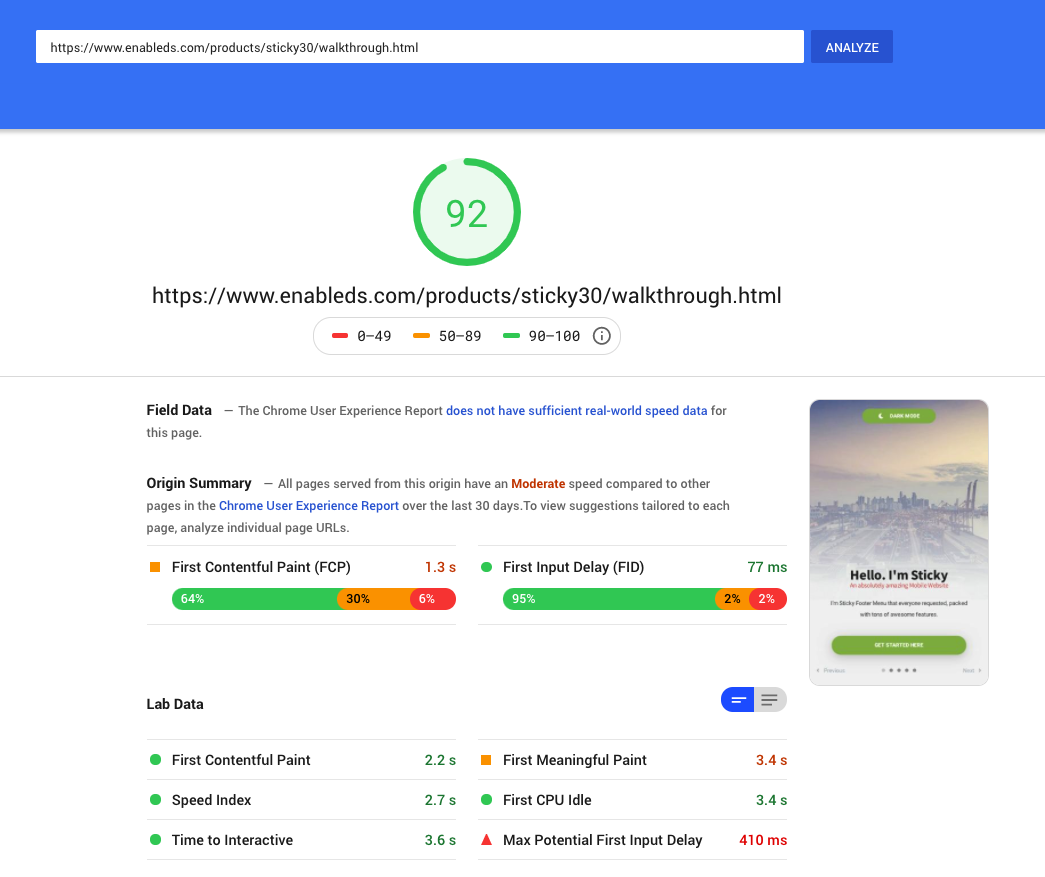 https://www.enableds.com/products/sticky30/walkthrough.html
ANALYZE
92
https://www.enableds.com/products/sticky30/walkthrough.html
0–49 50–89 90–100
Field Data — The Chrome User Experience Report does not have sufficient real-world speed data for
this page.
Origin Summary — All pages served from this origin have an Moderate speed compared to other
pages in the Chrome User Experience Report over the last 30 days.To view suggestions tailored to each
page, analyze individual page URLs.
First Contentful Paint (FCP) 1.3 s
64% 30% 6%
First Input Delay (FID) 77 ms
95% 2% 2%
DARK MODE
Hello. I'm Sticky
An absolutely amazing Mobile Website
I'm Sticky Footer Menu that everyone requested, packed
with tons of awesome features.
GET STARTED HERE
Previous Next
Lab Data
First Contentful Paint 2.2 s
First Meaningful Paint 3.4 s
Speed Index 2.7 s
First CPU Idle 3.4 s
Time to Interactive 3.6 s
Max Potential First Input Delay 410 ms